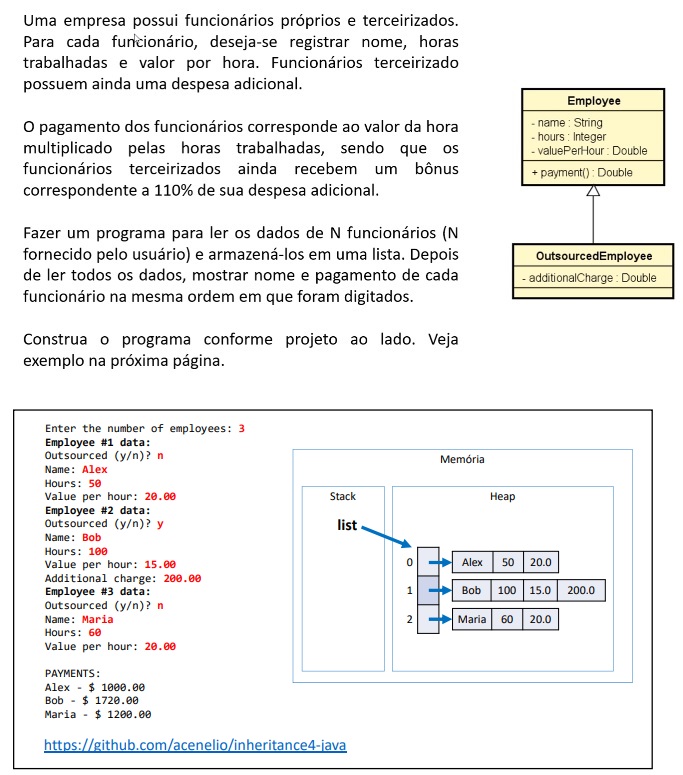 Uma empresa possui funcionários próprios e terceirizados.
Para cada funcionário, deseja-se registrar nome, horas
trabalhadas e valor por hora. Funcionários terceirizado
possuem ainda uma despesa adicional.
O pagamento dos funcionários corresponde ao valor da hora
multiplicado pelas horas trabalhadas, sendo que os
funcionários terceirizados ainda recebem um bônus
correspondente a 110% de sua despesa adicional.
Fazer um programa para ler os dados de N funcionários (N
fornecido pelo usuário) e armazená-los em uma lista. Depois
de ler todos os dados, mostrar nome e pagamento de cada
funcionário na mesma ordem em que foram digitados.
Construa o programa conforme projeto ao lado. Veja
exemplo na próxima página.
Employee
- name : String
- hours : Integer
- valuePerHour : Double
+ payment() : Double
OutsourcedEmployee
- additionalCharge : Double
Enter the number of employees: 3
Employee #1 data:
Outsourced (y/n)? n
Name: Alex
Hours: 50
Value per hour: 20.00
Employee #2 data:
Outsourced (y/n)? y
Name: Bob
Hours: 100
Value per hour: 15.00
Additional charge: 200.00
Employee #3 data:
Outsourced (y/n)? n
Name: Maria
Hours: 60
Value per hour: 20.00
PAYMENTS:
Alex - $ 1000.00
Bob - $ 1720.00
Maria - $ 1200.00
https://github.com/acenelio/inheritance4-java
Memória
Stack
Heap
list
0 Alex 50 20.0
1 Bob 100 15.0 200.0
2 Maria 60 20.0